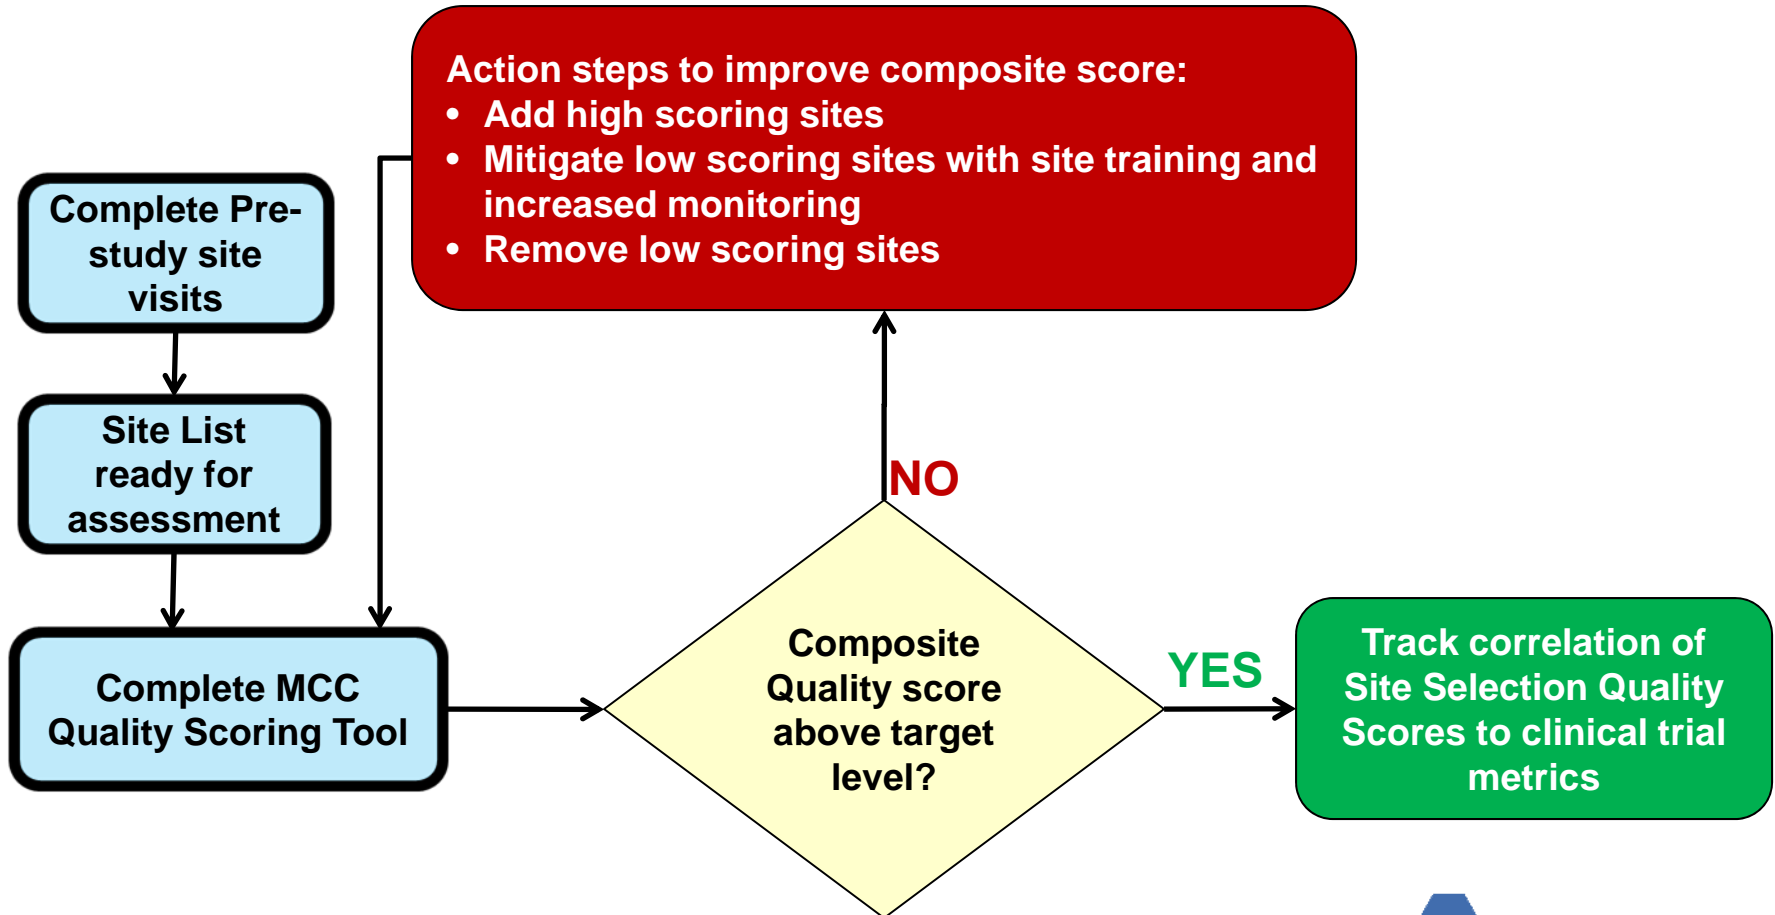 Action steps to improve composite score:
• Add high scoring sites
• Mitigate low scoring sites with site training and
increased monitoring
• Remove low scoring sites
Complete Pre-
study site
visits
Site List
ready for
assessment
Complete MCC
Quality Scoring Tool
NO
Composite
Quality score
above target
level?
YES
Track correlation of
Site Selection Quality
Scores to clinical trial
metrics